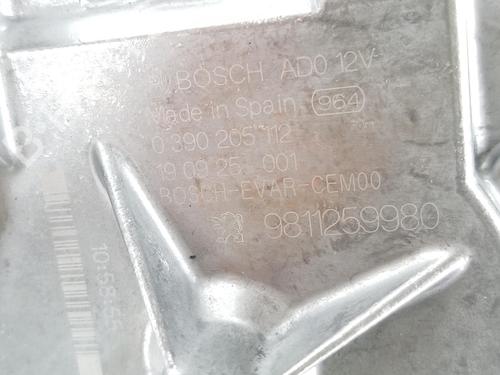 BOSCH AD0 12V
Made in Spain 964
0 390 205 112
19 09 25 001
BOSCH-EVAR-CEM00
9811259980